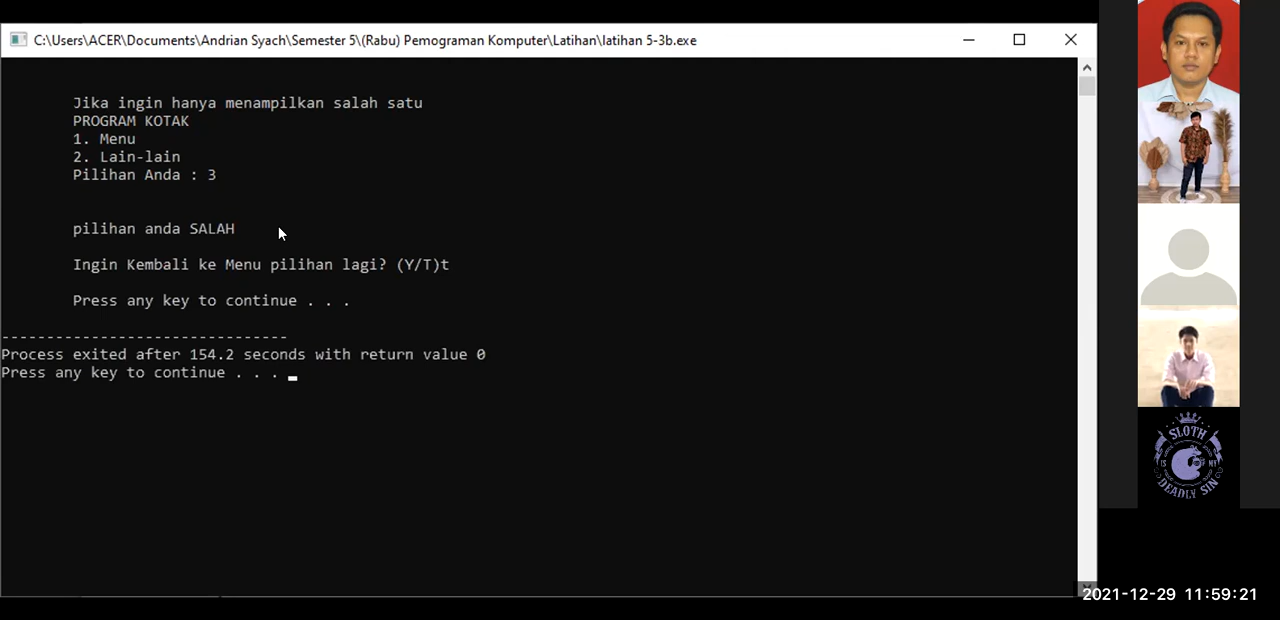 C:\Users\ACER\Documents\Andrian Syach\Semester 5\(Rabu) Pemograman Komputer\Latihan\latihan 5-3b.exe
Jika ingin hanya menampilkan salah satu
PROGRAM KOTAK
1. Menu
2. Lain-lain
Pilihan Anda : 3
pilihan anda SALAH
Ingin Kembali ke Menu pilihan lagi? (Y/T)t
Press any key to continue . . .
--------------------------------
Process exited after 154.2 seconds with return value 0
Press any key to continue . . .
SLOTH
IS MY
DEADLY SIN
2021-12-29 11:59:21